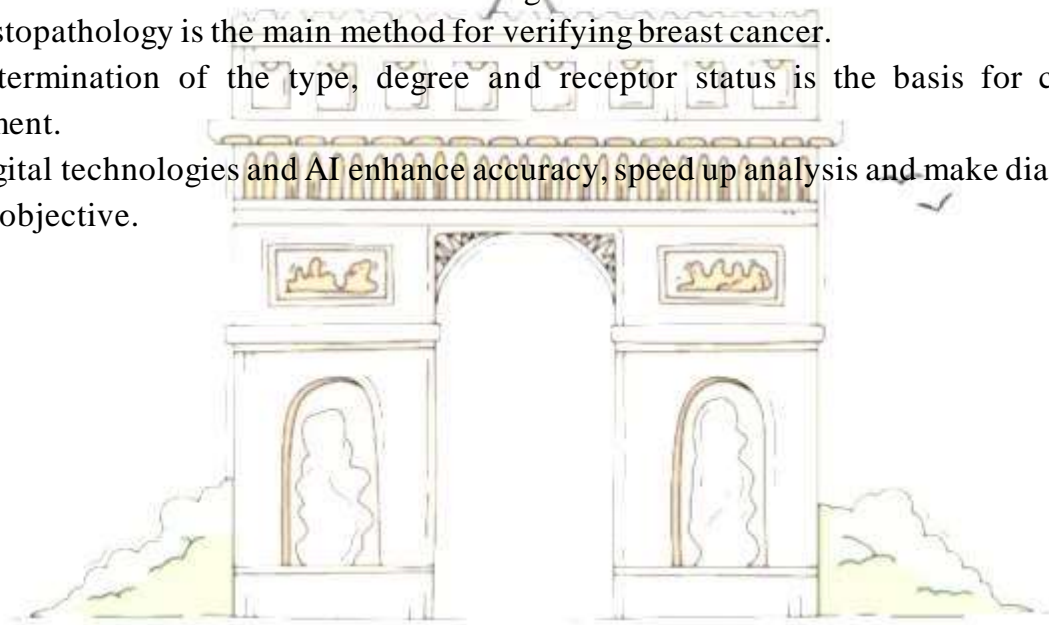 stopathology is the main method for verifying breast cancer.
termination of the type, degree and receptor status is the basis for c
nent.
gital technologies and AI enhance accuracy, speed up analysis and make dia
objective.